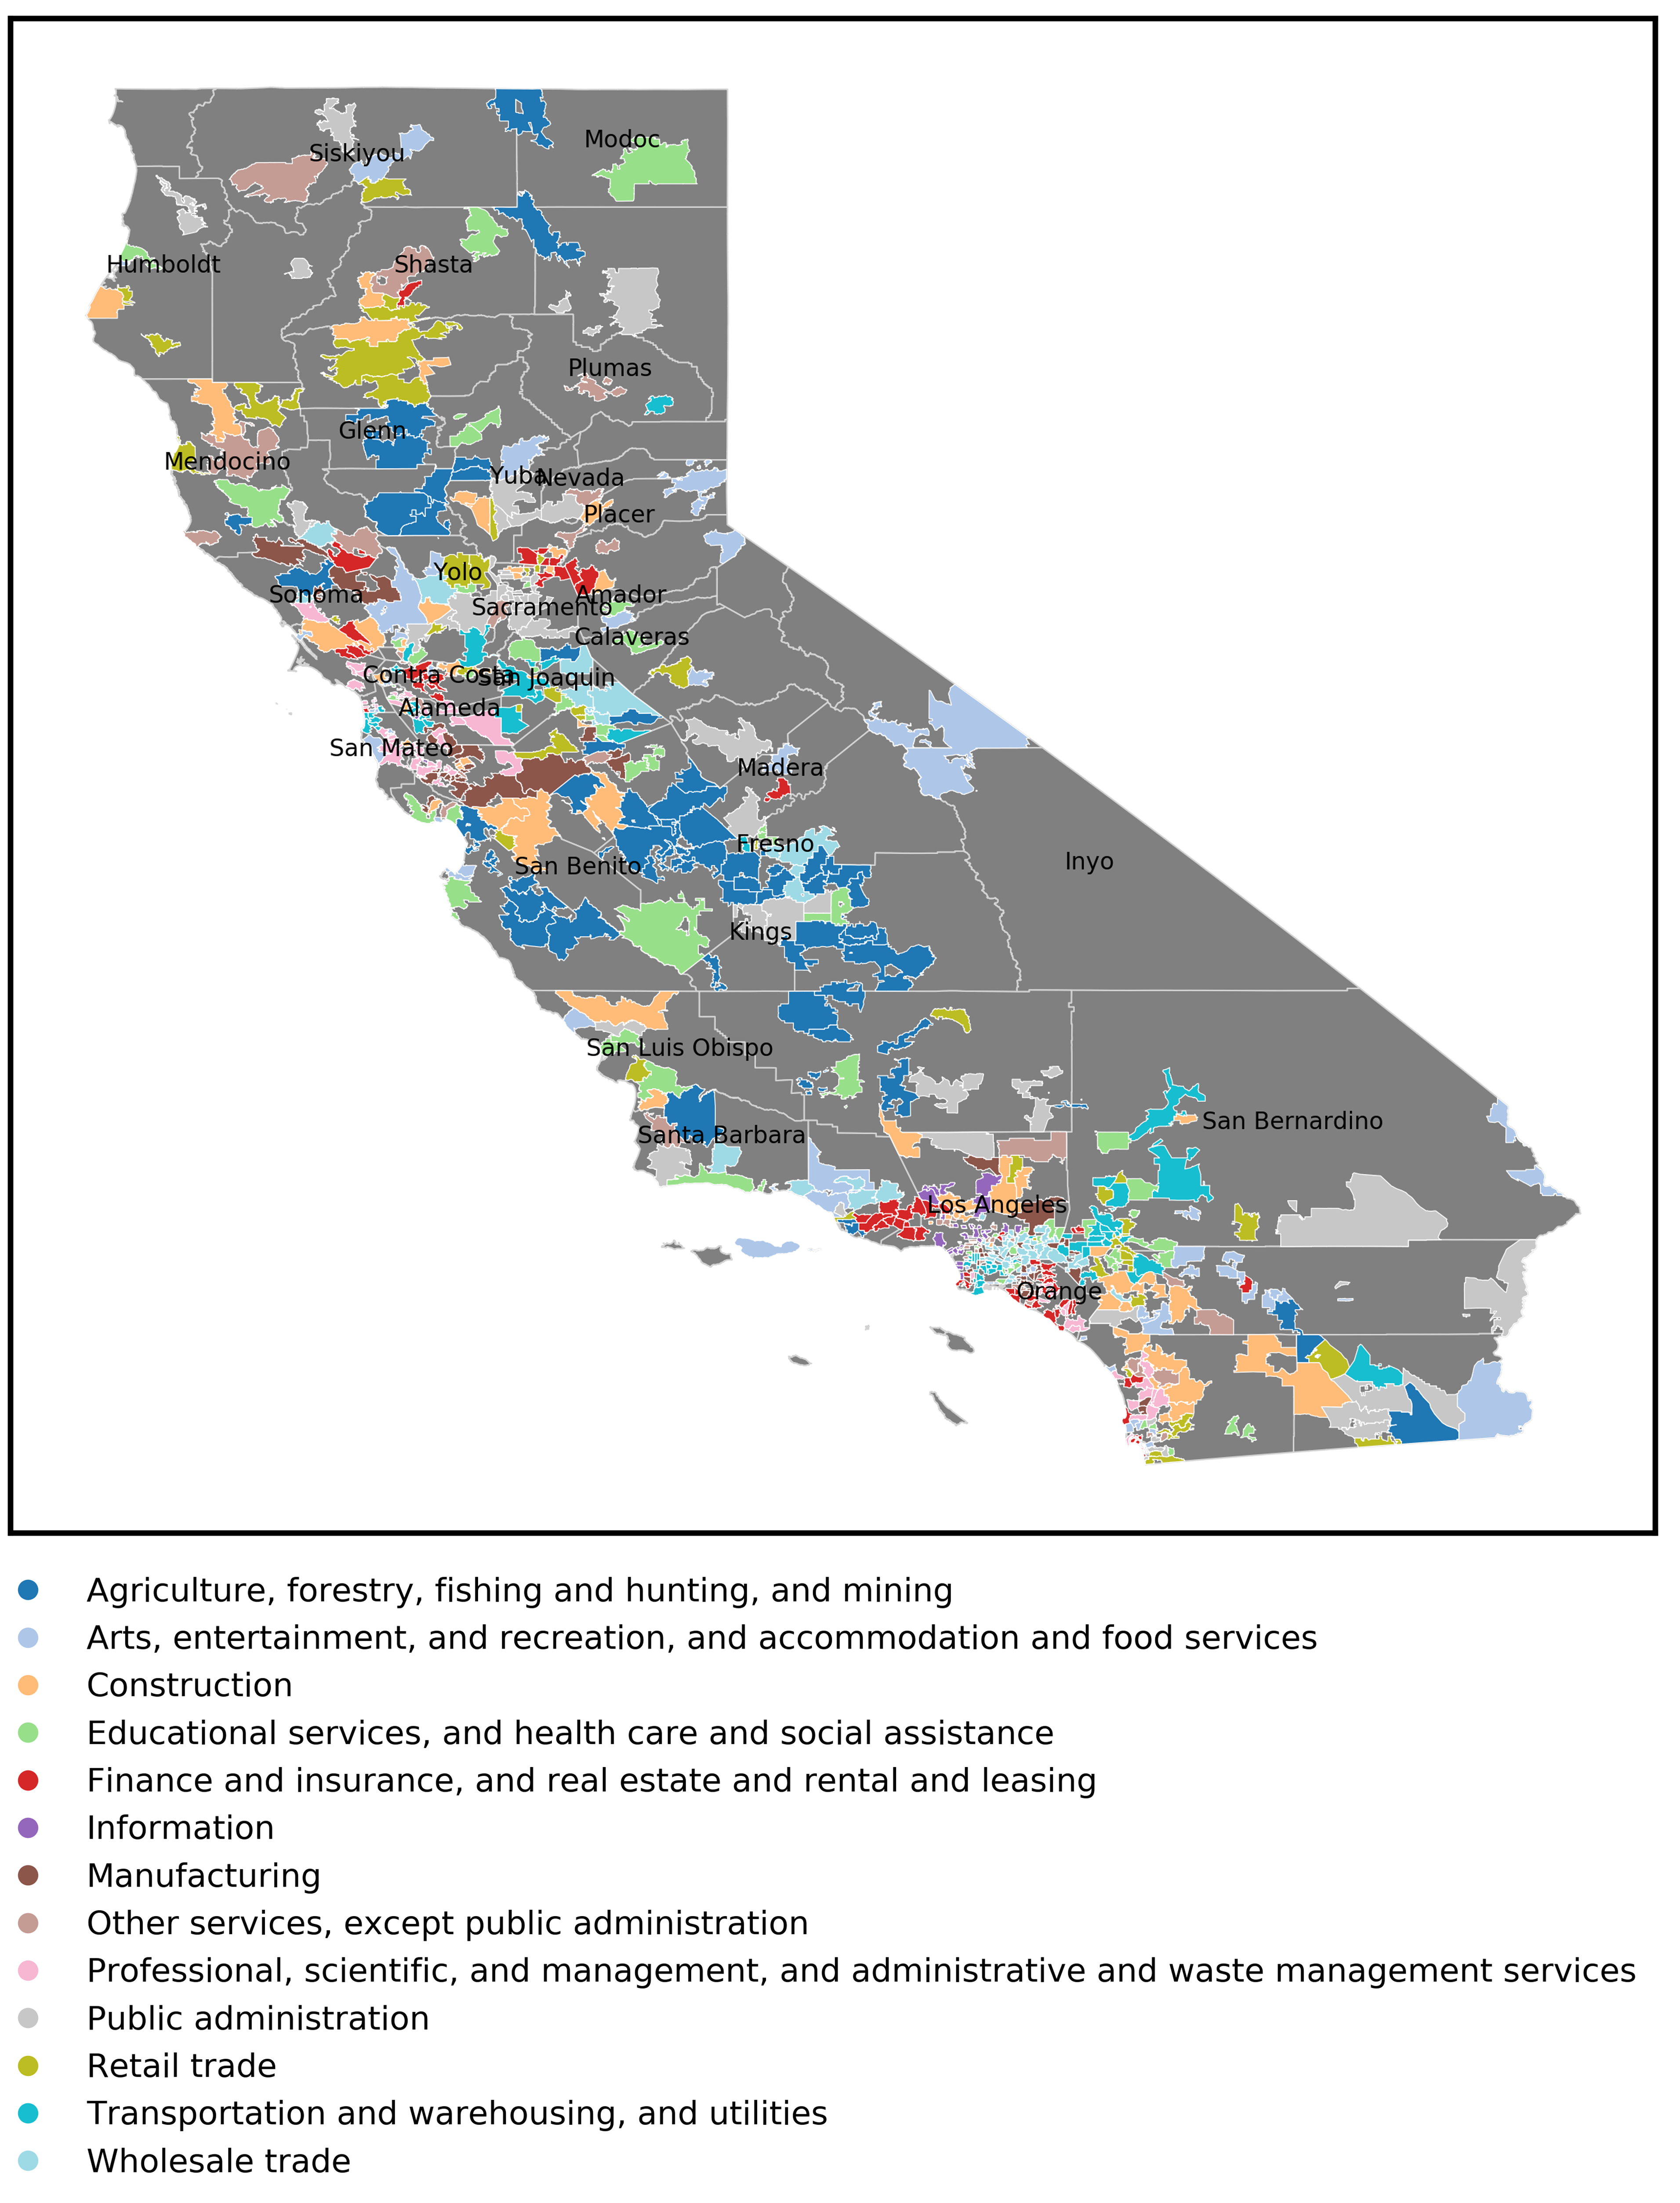 Modoc
Siskiyou
Humboldt
Shasta
Plumas
Glenn
Mendocino
Yuba
Nevada
Placer
Yolo
Sonoma
Amador
Sacramento
Calaveras
Contra Costa
San Joaquin
Alameda
San Mateo
Madera
Fresno
San Benito
Inyo
Kings
San Luis Obispo
San Bernardino
Santa Barbara
Los Angeles
Orange
Agriculture, forestry, fishing and hunting, and mining
Arts, entertainment, and recreation, and accommodation and food services
Construction
Educational services, and health care and social assistance
Finance and insurance, and real estate and rental and leasing
Information
Manufacturing
Other services, except public administration
Professional, scientific, and management, and administrative and waste management services
Public administration
Retail trade
Transportation and warehousing, and utilities
Wholesale trade